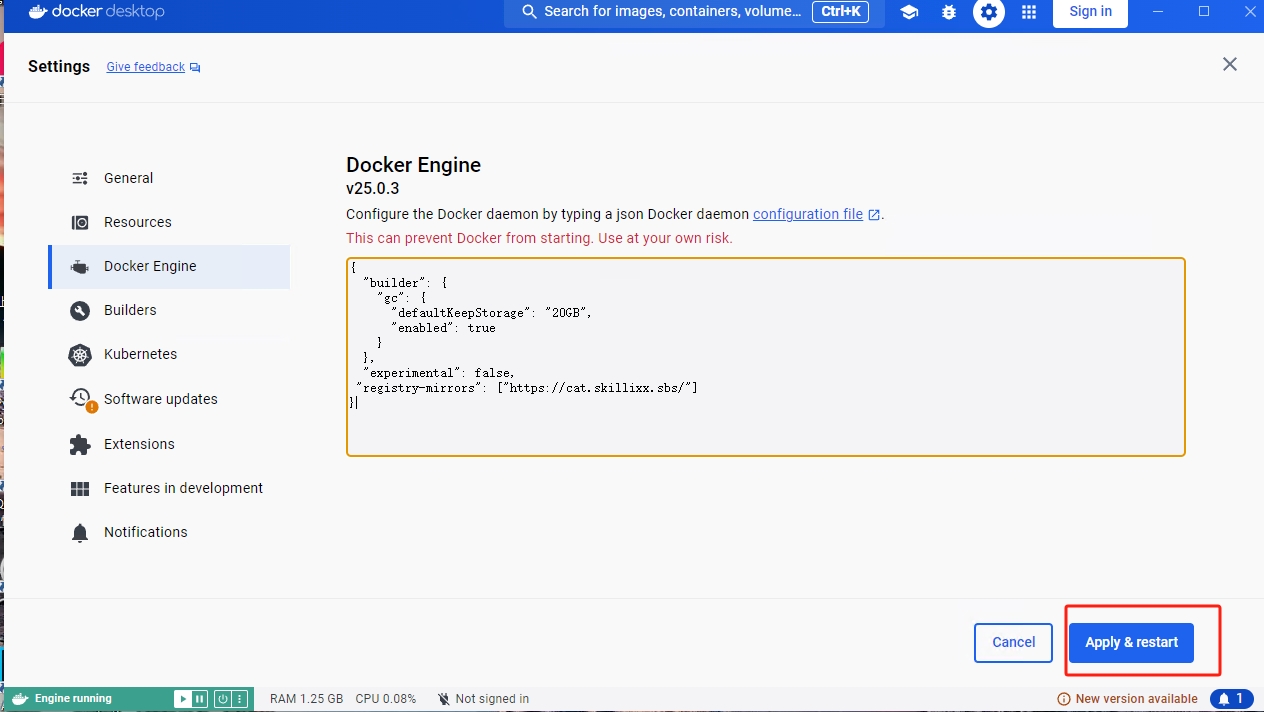 docker desktop
Search for images, containers, volume...
Ctrl+K
Sign in
Settings
Give feedback
General
Resources
Docker Engine
Builders
Kubernetes
Software updates
Extensions
Features in development
Notifications
Docker Engine
v25.0.3
Configure the Docker daemon by typing a json Docker daemon configuration file.
This can prevent Docker from starting. Use at your own risk.
{
  "builder": {
    "gc": {
      "defaultKeepStorage": "20GB",
      "enabled": true
    }
  },
  "experimental": false,
 "registry-mirrors": ["https://cat.skillixx.sbs/"]
}
Cancel
Apply & restart
Engine running
RAM 1.25 GB
CPU 0.08%
Not signed in
New version available
1